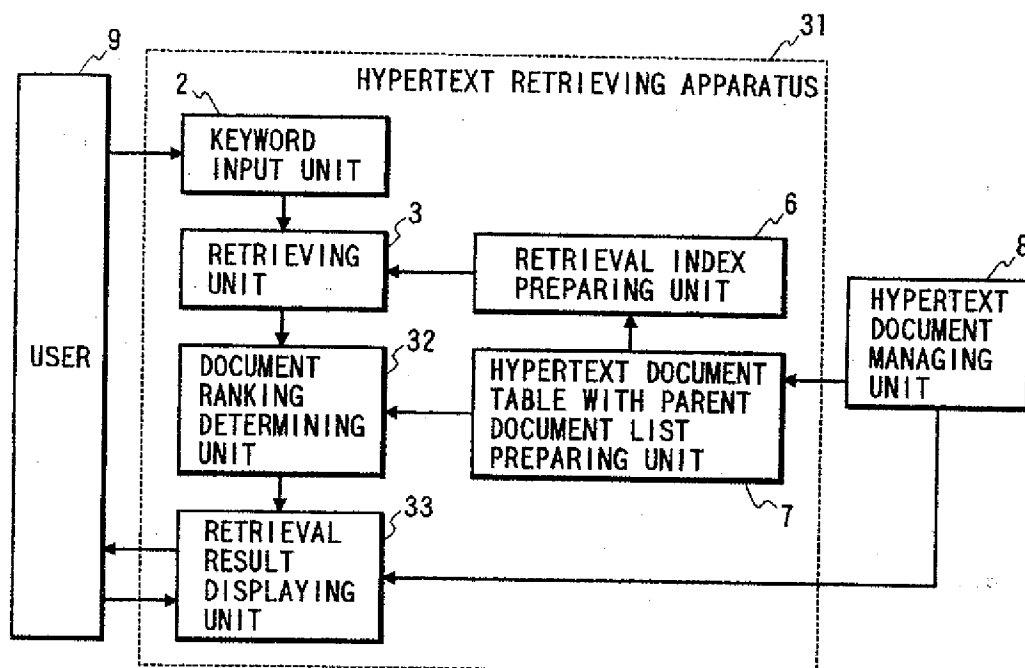 31
9
HYPERTEXT RETRIEVING APPARATUS
2
KEYWORD
INPUT UNIT
3
RETRIEVING
UNIT
6
RETRIEVAL INDEX
PREPARING UNIT
8
HYPERTEXT
DOCUMENT
MANAGING
UNIT
USER
32
DOCUMENT
RANKING
DETERMINING
UNIT
HYPERTEXT DOCUMENT
TABLE WITH PARENT
DOCUMENT LIST
PREPARING UNIT
7
33
RETRIEVAL
RESULT
DISPLAYING
UNIT